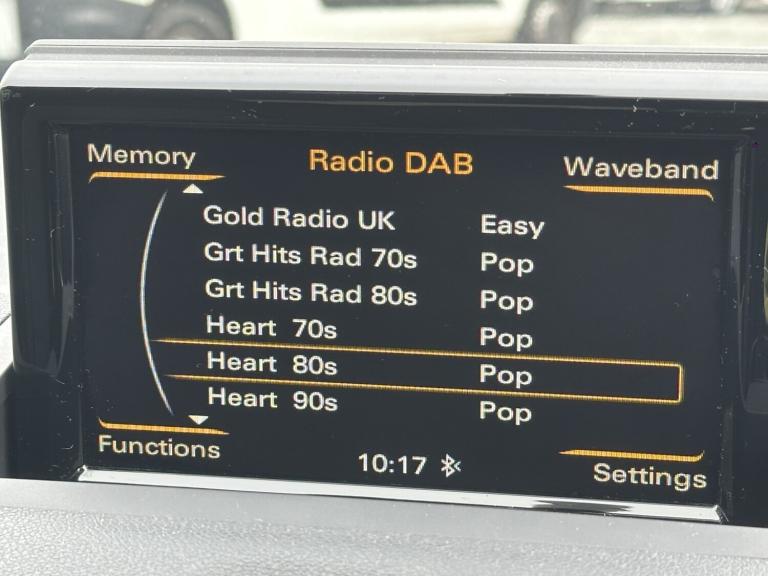 Memory Radio DAB Waveband
Gold Radio UK Easy
Grt Hits Rad 70s Pop
Grt Hits Rad 80s Pop
Heart 70s Pop
Heart 80s Pop
Heart 90s Pop
Functions 10:17 Settings